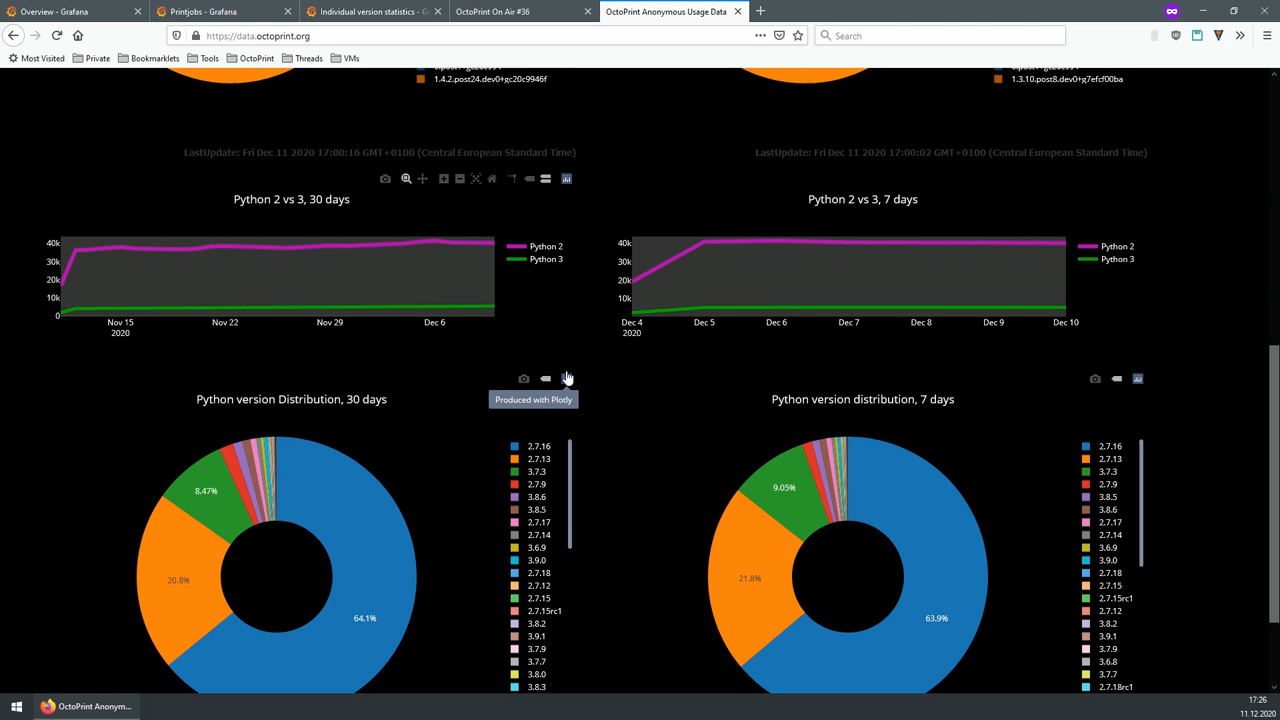 Overview - Grafana
Printjobs - Grafana
Individual version statistics - G
OctoPrint On Air #36
OctoPrint Anonymous Usage Data
https://data.octoprint.org
Search
Most Visited
Private
Bookmarklets
Tools
OctoPrint
Threads
VMs
1.4.2.post24.dev0+gc20c9946f
1.3.10.post8.dev0+g7efcf00ba
LastUpdate: Fri Dec 11 2020 17:00:16 GMT+0100 (Central European Standard Time)
LastUpdate: Fri Dec 11 2020 17:00:02 GMT+0100 (Central European Standard Time)
Python 2 vs 3, 30 days
40k
30k
20k
10k
0
Nov 15
2020
Nov 22
Nov 29
Dec 6
Python 2
Python 3
Python 2 vs 3, 7 days
40k
30k
20k
10k
0
Dec 4
2020
Dec 5
Dec 6
Dec 7
Dec 8
Dec 9
Dec 10
Python 2
Python 3
Produced with Plotly
Python version Distribution, 30 days
8.47%
20.8%
64.1%
2.7.16
2.7.13
3.7.3
2.7.9
3.8.6
3.8.5
2.7.17
2.7.14
3.6.9
3.9.0
2.7.18
2.7.12
2.7.15
2.7.15rc1
3.8.2
3.9.1
3.7.9
3.7.7
3.8.0
3.8.3
Python version distribution, 7 days
9.05%
21.8%
63.9%
2.7.16
2.7.13
3.7.3
2.7.9
3.8.5
3.8.6
2.7.17
2.7.14
3.6.9
3.9.0
2.7.18
2.7.15
2.7.15rc1
2.7.12
3.8.2
3.9.1
3.7.9
3.6.8
3.7.7
2.7.18rc1
OctoPrint Anonym...
17:26
11.12.2020